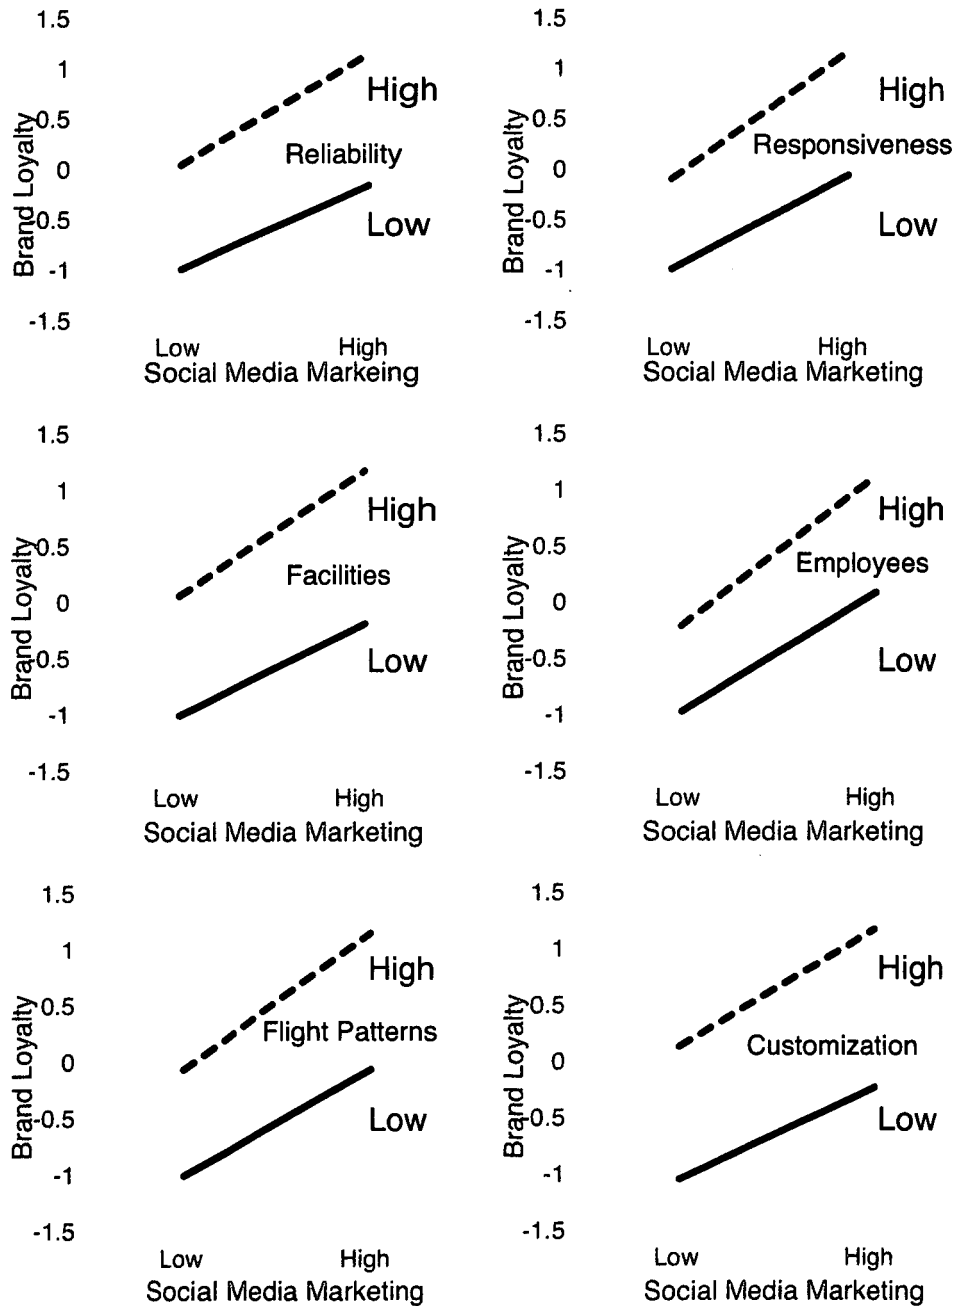 1.5
1
High
Brand Loyalty
0.5
Reliability
0
-0.5
Low
-1
-1.5
Low High
Social Media Markeing
1.5
1
High
Brand Loyalty
0.5
Responsiveness
0
-0.5
Low
-1
-1.5
Low High
Social Media Marketing
1.5
1
High
Brand Loyalty
0.5
Facilities
0
-0.5
Low
-1
-1.5
Low High
Social Media Marketing
1.5
1
High
Brand Loyalty
0.5
Employees
0
-0.5
Low
-1
-1.5
Low High
Social Media Marketing
1.5
1
High
Brand Loyalty
0.5
Flight Patterns
0
-0.5
Low
-1
-1.5
Low High
Social Media Marketing
1.5
1
High
Brand Loyalty
0.5
Customization
0
-0.5
Low
-1
-1.5
Low High
Social Media Marketing